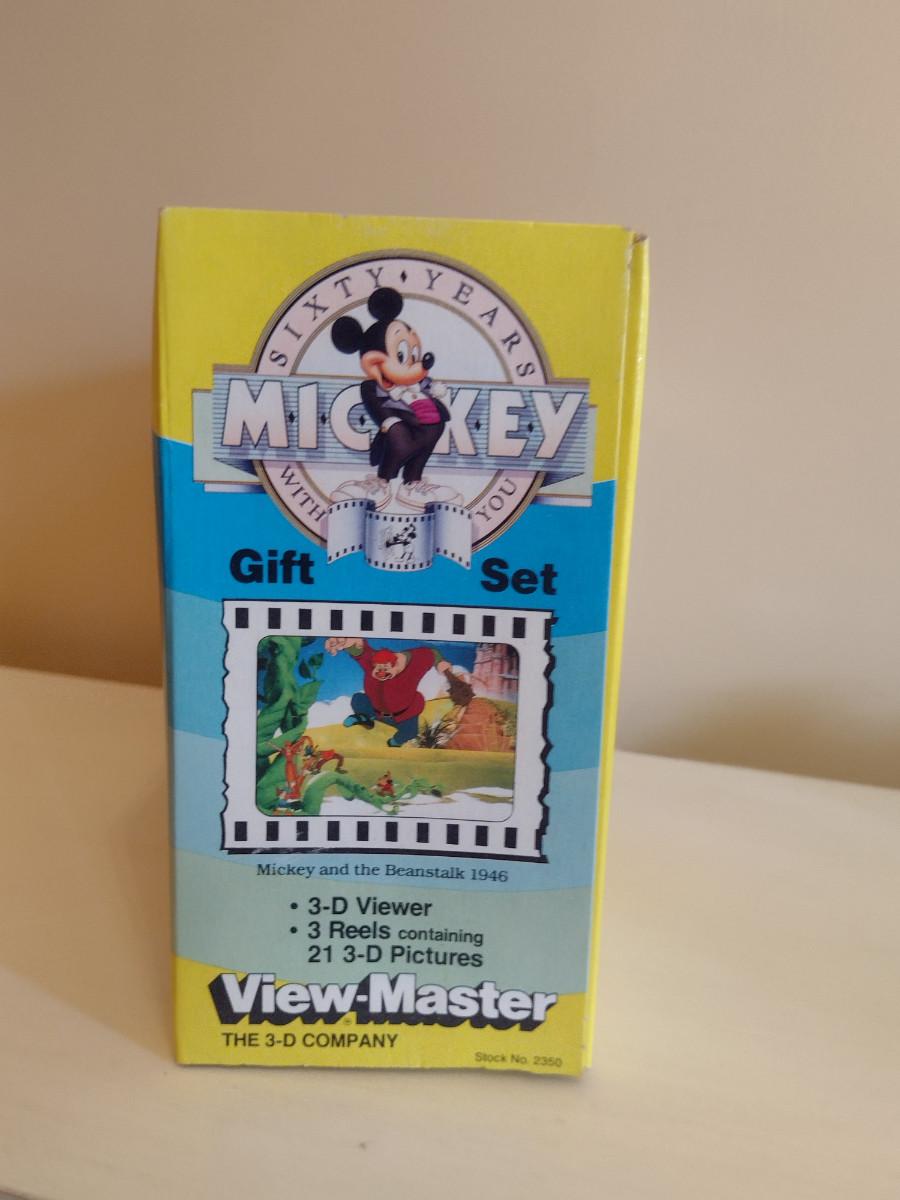 SIXTY • YEARS
MICKEY
WITH YOU
Gift Set
Mickey and the Beanstalk 1946
• 3-D Viewer
• 3 Reels containing
21 3-D Pictures
View-Master
®
THE 3-D COMPANY
Stock No. 2350